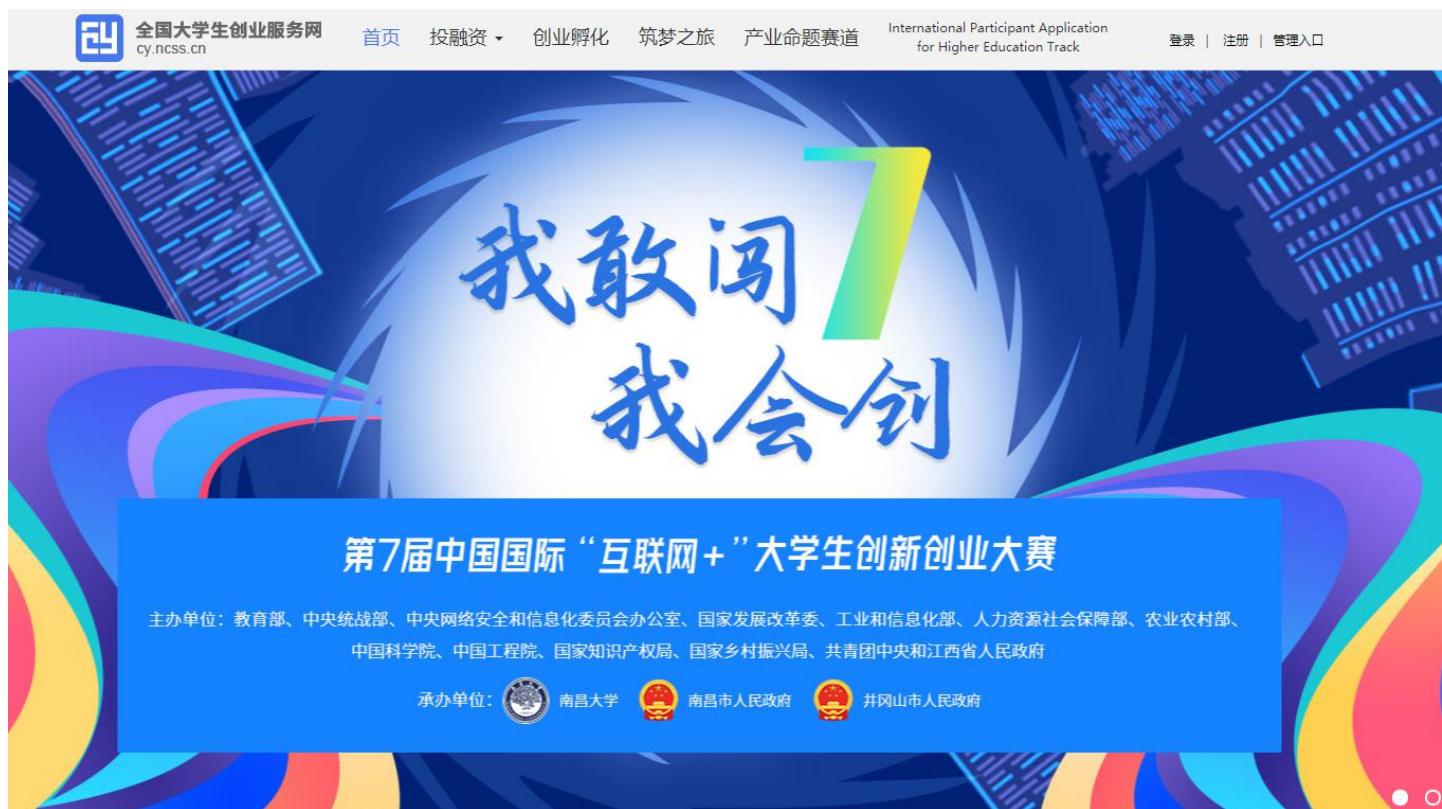 全国大学生创业服务网
cy.ncss.cn
首页 投融资 创业孵化 筑梦之旅 产业命题赛道
International Participant Application
for Higher Education Track
登录 | 注册 | 管理入口
7
我敢闯
我会创
第7届中国国际“互联网+”大学生创新创业大赛
主办单位：教育部、中央统战部、中央网络安全和信息化委员会办公室、国家发展改革委、工业和信息化部、人力资源社会保障部、农业农村部、
中国科学院、中国工程院、国家知识产权局、国家乡村振兴局、共青团中央和江西省人民政府
承办单位： 南昌大学 南昌市人民政府 井冈山市人民政府